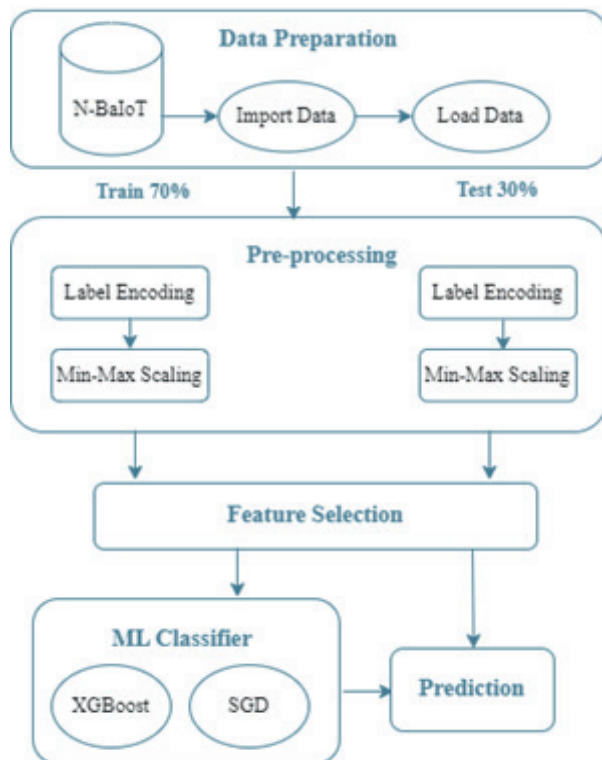 Data Preparation
N-BaIoT
Import Data
Load Data
Train 70%
Test 30%
Pre-processing
Label Encoding
Label Encoding
Min-Max Scaling
Min-Max Scaling
Feature Selection
ML Classifier
XGBoost
SGD
Prediction